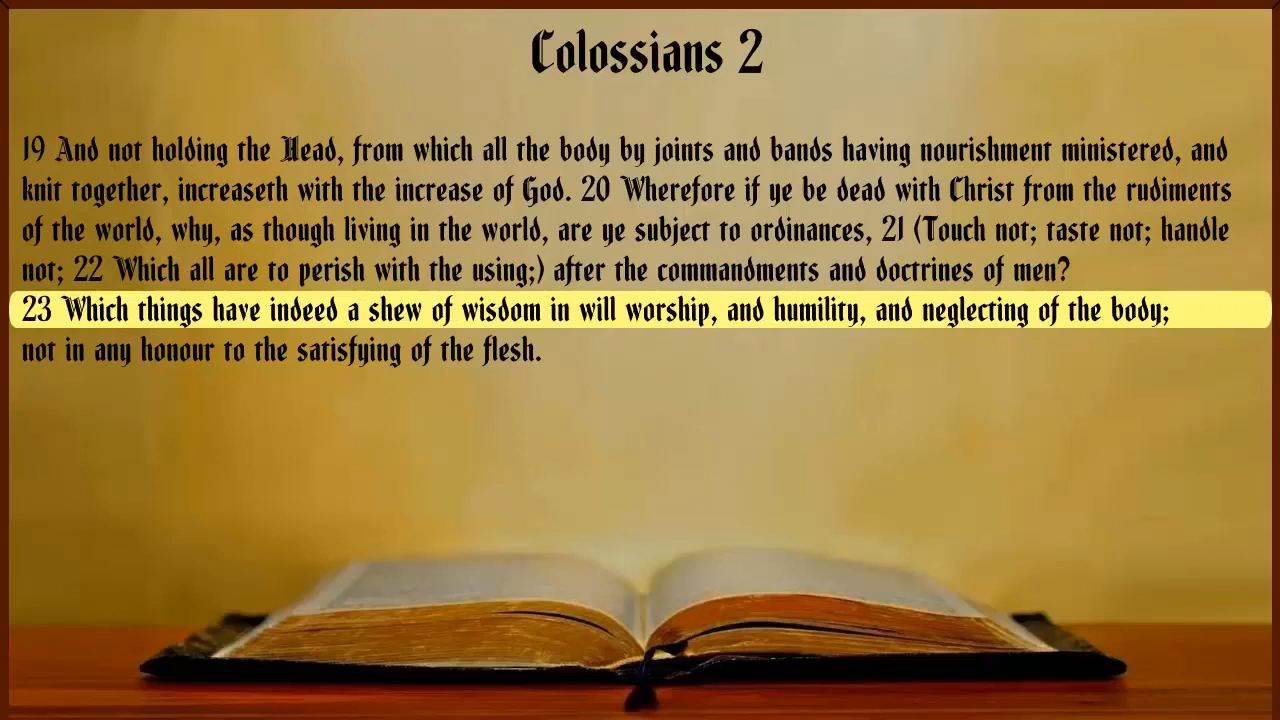 Colossians 2
19 And not holding the Head, from which all the body by joints and bands having nourishment ministered, and
knit together, increaseth with the increase of God. 20 Wherefore if ye be dead with Christ from the rudiments
of the world, why, as though living in the world, are ye subject to ordinances, 21 (Touch not; taste not; handle
not; 22 Which all are to perish with the using;) after the commandments and doctrines of men?
23 Which things have indeed a shew of wisdom in will worship, and humility, and neglecting of the body;
not in any honour to the satisfying of the flesh.